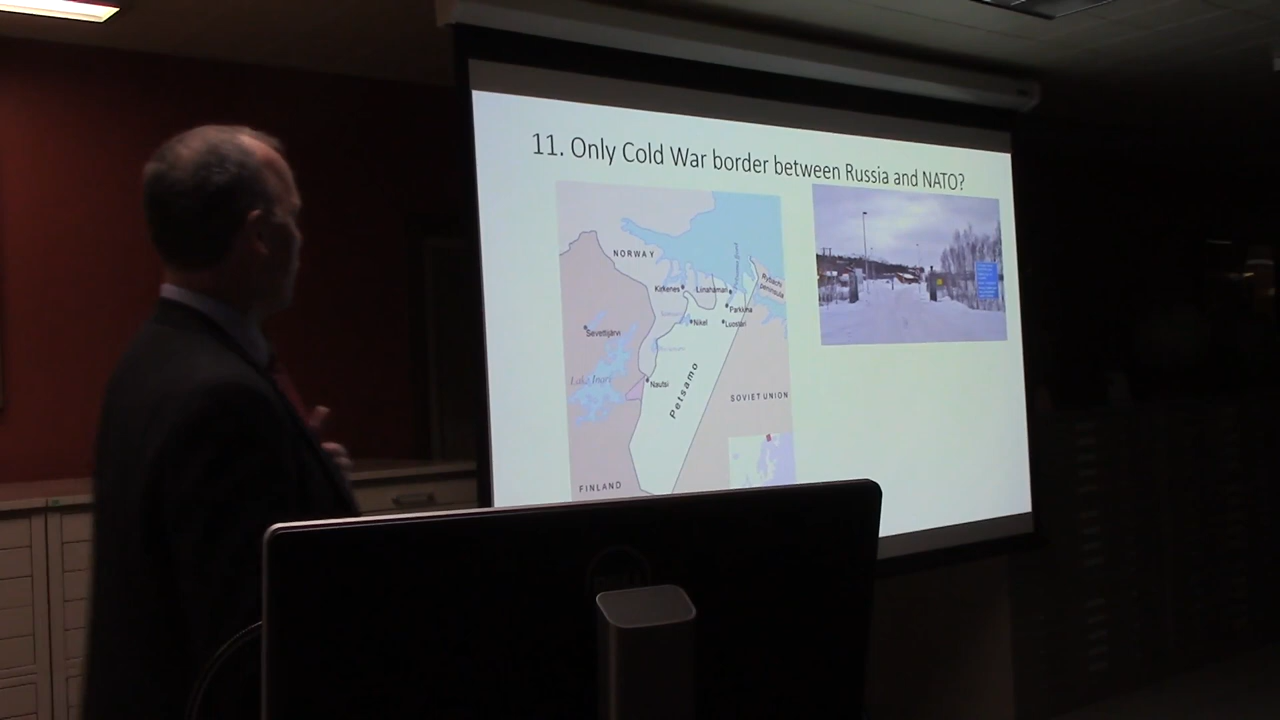 11. Only Cold War border between Russia and NATO?
NORWAY
Rybachi
peninsula
Kirkenes
Linahamari
Parkkina
Nikel
Luostari
Sevettijärvi
Lake Inari
Nautsi
Petsamo
SOVIET UNION
FINLAND